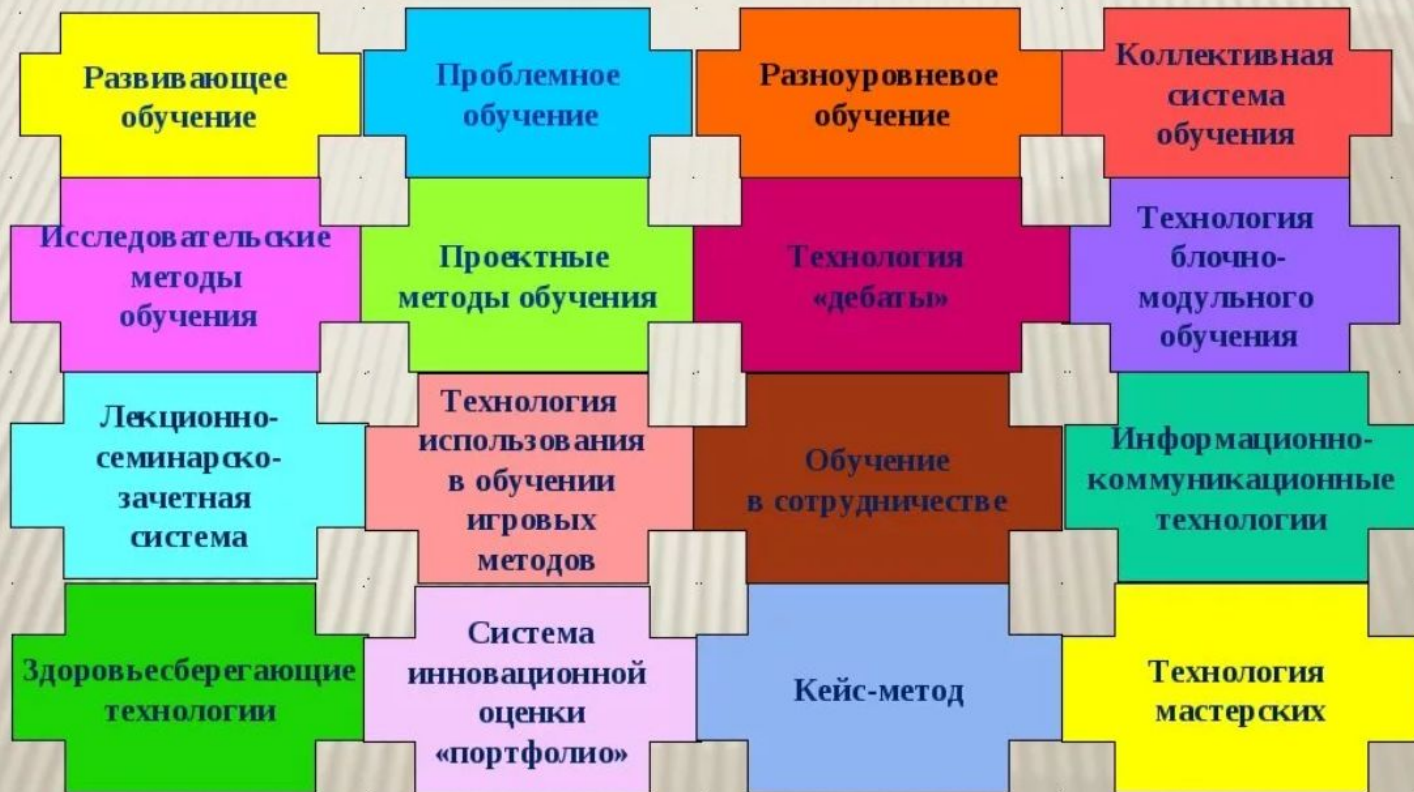 Развивающее
обучение
Проблемное
обучение
Разноуровневое
обучение
Коллективная
система
обучения
Исследовательские
методы
обучения
Проектные
методы обучения
Технология
«дебаты»
Технология
блочно-
модульного
обучения
Лекционно-
семинарско-
зачетная
система
Технология
использования
в обучении
игровых
методов
Обучение
в сотрудничестве
Информационно-
коммуникационные
технологии
Здоровьесберегающие
технологии
Система
инновационной
оценки
«портфолио»
Кейс-метод
Технология
мастерских